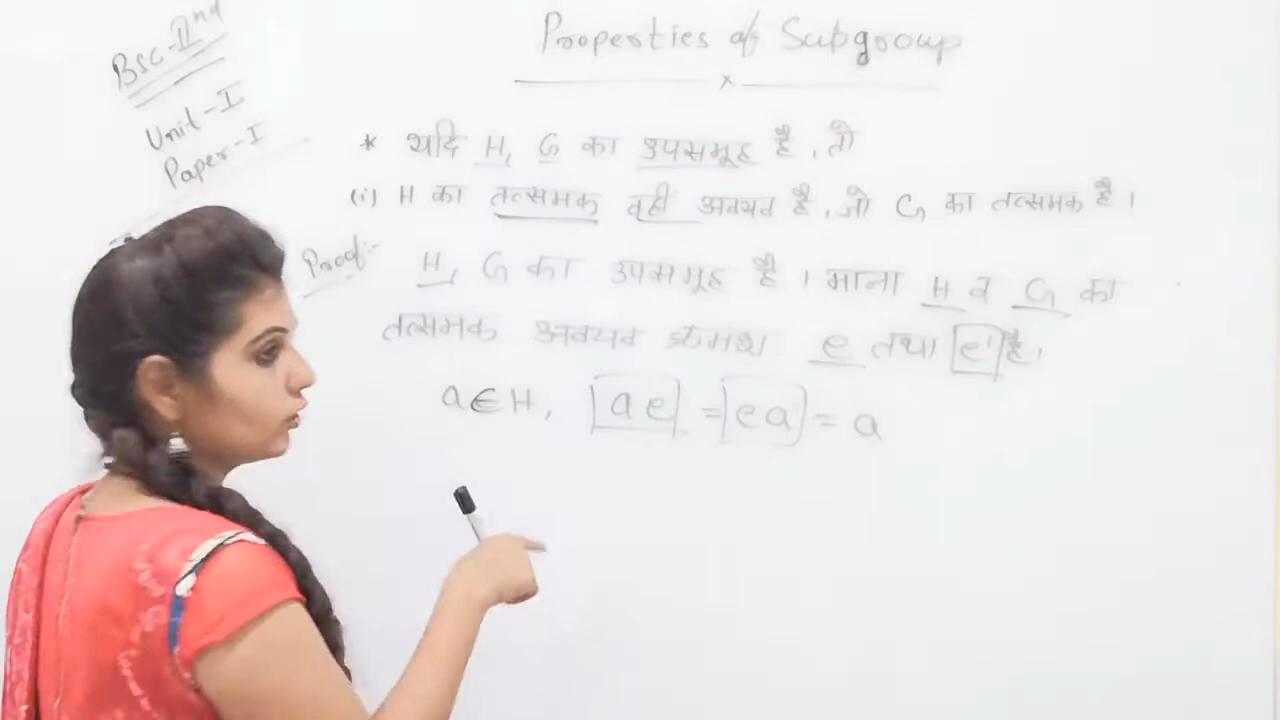 Bsc-IInd
Unit-I
Paper-I
Properties of Subgroup
x
* यदि H, G का उपसमूह है, तो
(i) H का तत्समक वही अवयव है, जो G का तत्समक है।
Proof:- H, G का उपसमूह है। माना H व G का
तत्समक अवयव क्रमश e तथा e' है।
a∈H, ae = ea = a